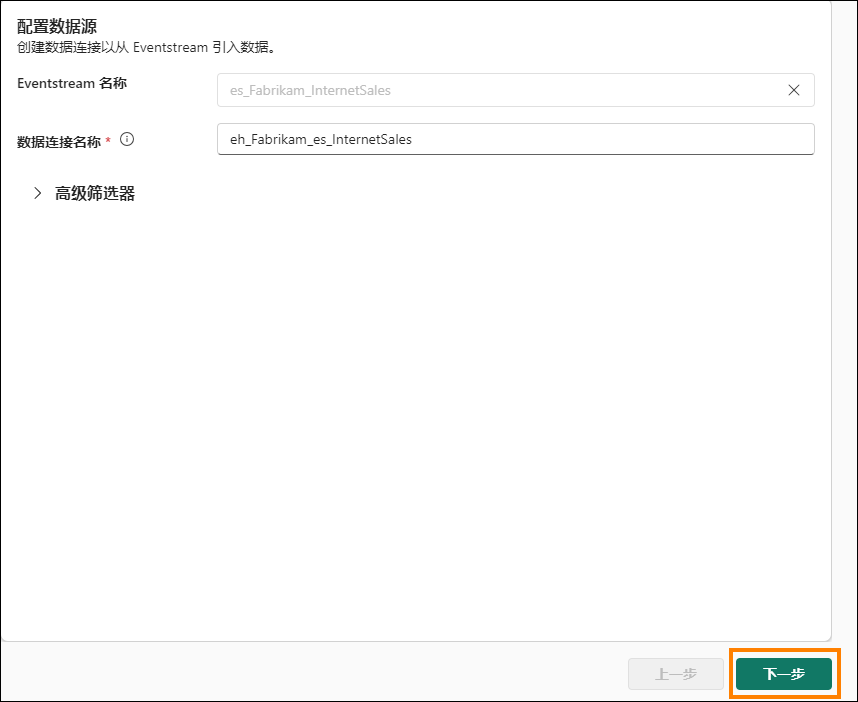 配置数据源
创建数据连接以从 Eventstream 引入数据。
Eventstream 名称
es_Fabrikam_InternetSales
数据连接名称 *
eh_Fabrikam_es_InternetSales
高级筛选器
上一步
下一步